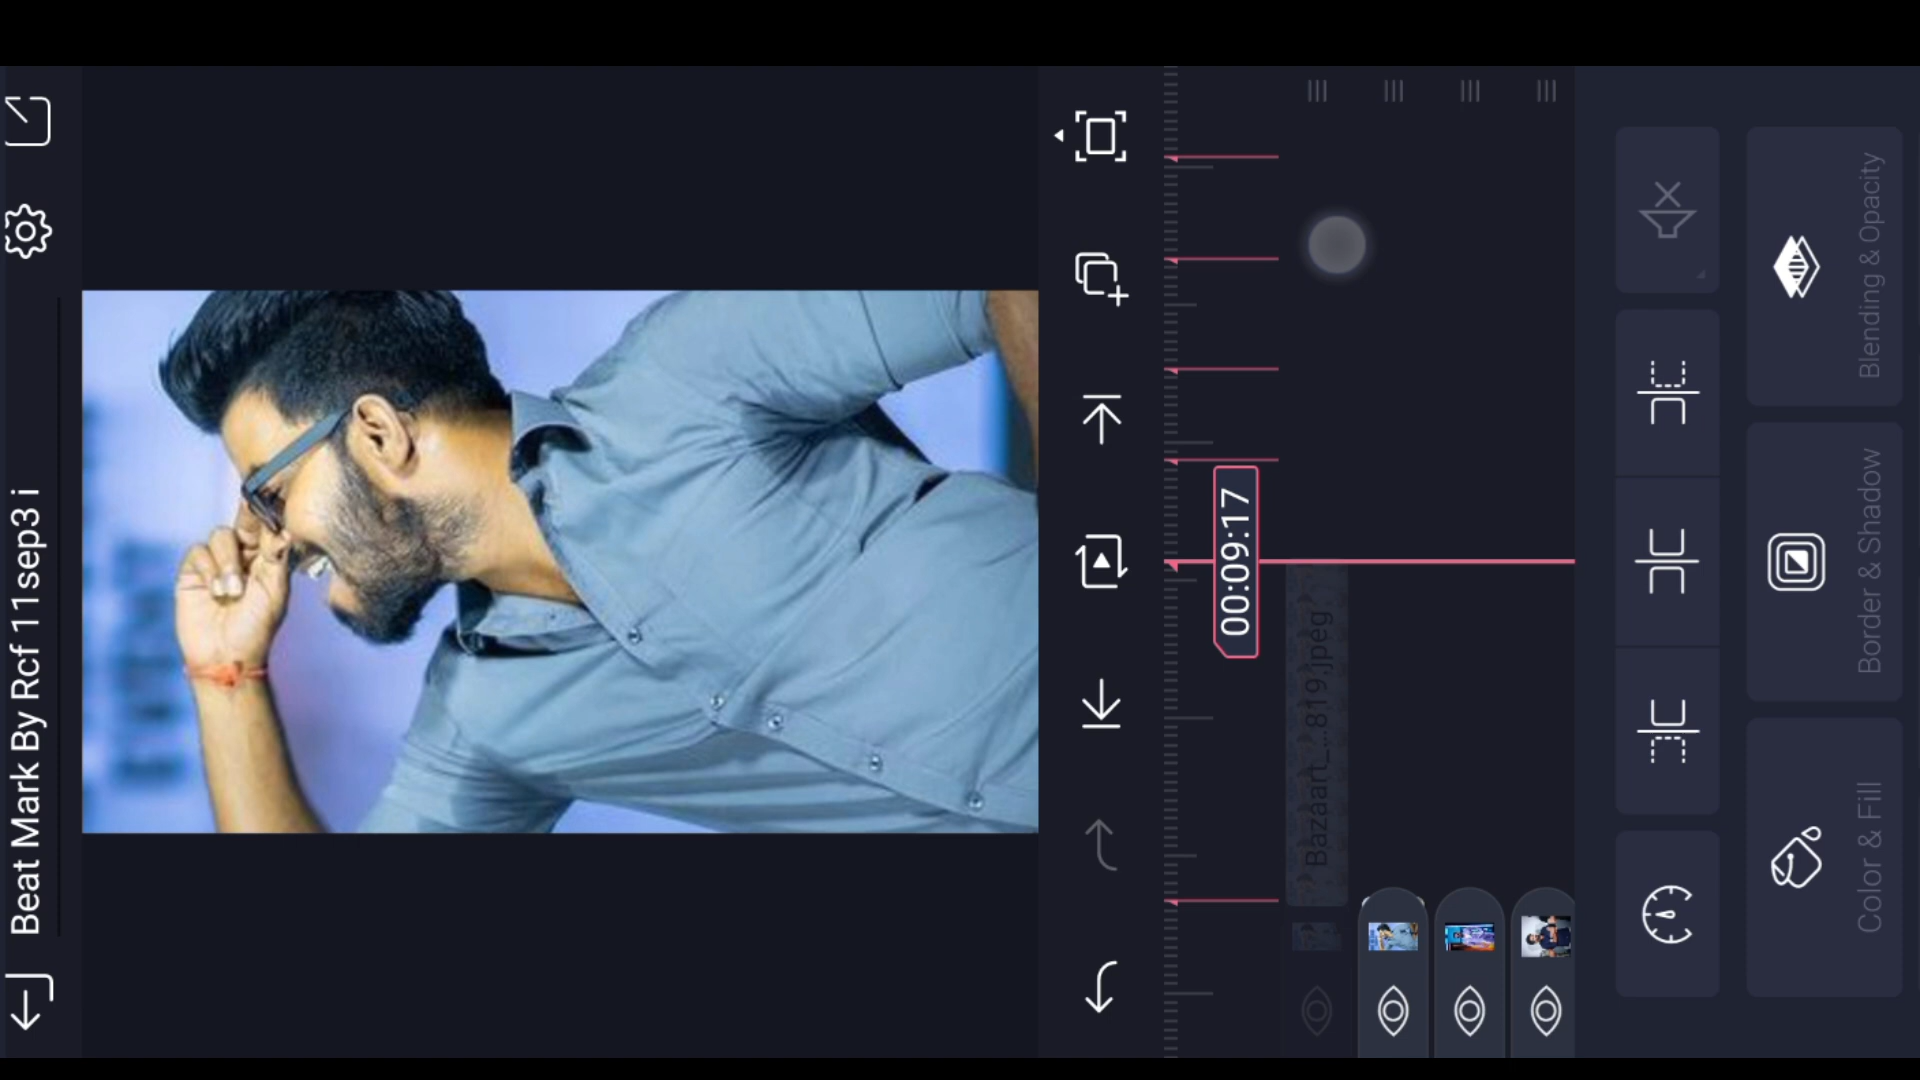 Beat Mark By Rcf 11sep3 i
00:09:17
Bazaart_...819.jpeg
Color & Fill
Border & Shadow
Blending & Opacity